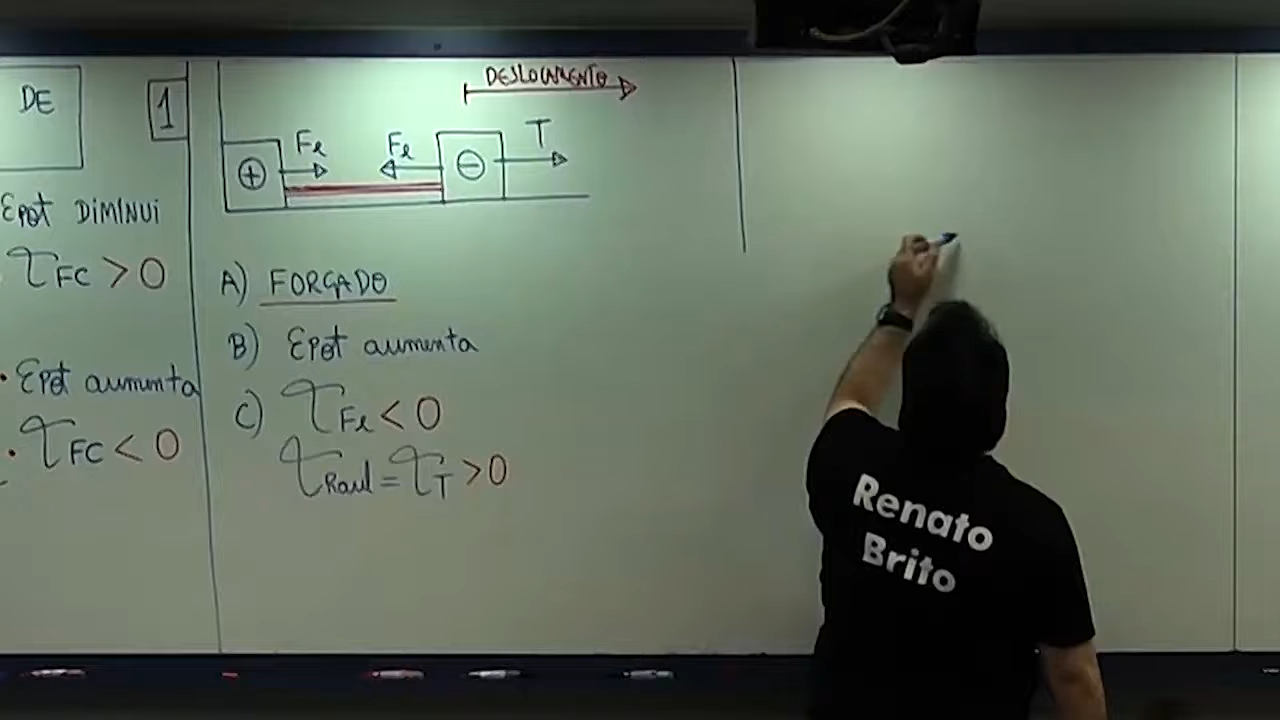 DE
Epot DIMINUI
τFC > 0
• Epot aumenta
• τFC < 0
1
DESLOCAMENTO
Fe
Fe
T
+
−
A) FORÇADO
B) Epot aumenta
C) τFe < 0
τRaul = τT > 0
Renato
Brito